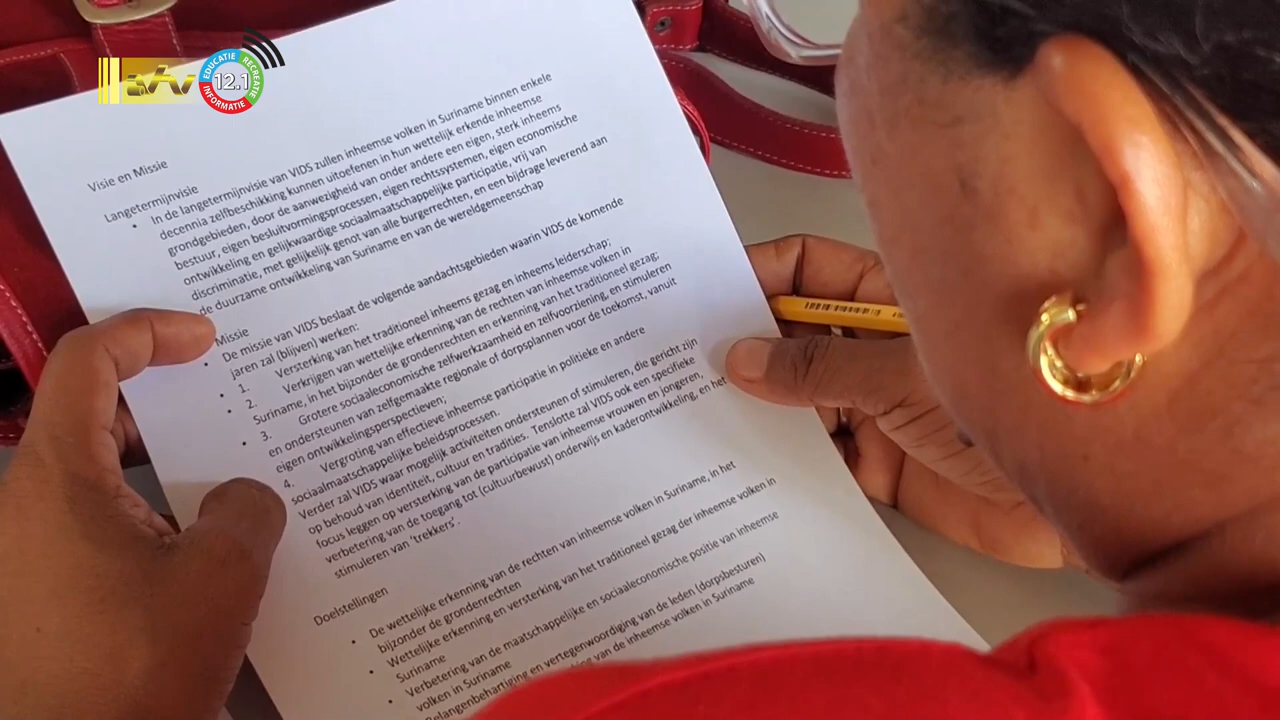 stv
EDUCATIE RECREATIE INFORMATIE
12.1
Visie en Missie
Langetermijnvisie
• In de langetermijnvisie van VIDS zullen inheemse volken in Suriname binnen enkele
decennia zelfbeschikking kunnen uitoefenen in hun wettelijk erkende inheemse
grondgebieden, door de aanwezigheid van onder andere een eigen, sterk inheems
bestuur, eigen besluitvormingsprocessen, eigen rechtssystemen, eigen economische
ontwikkeling en gelijkwaardige sociaalmaatschappelijke participatie, vrij van
discriminatie, met gelijkelijk genot van alle burgerrechten, en een bijdrage leverend aan
de duurzame ontwikkeling van Suriname en van de wereldgemeenschap
Missie
• De missie van VIDS beslaat de volgende aandachtsgebieden waarin VIDS de komende
jaren zal (blijven) werken:
• 1. Versterking van het traditioneel inheems gezag en inheems leiderschap;
• 2. Verkrijgen van wettelijke erkenning van de rechten van inheemse volken in
Suriname, in het bijzonder de grondenrechten en erkenning van het traditioneel gezag;
• 3. Grotere sociaaleconomische zelfwerkzaamheid en zelfvoorziening, en stimuleren
en ondersteunen van zelfgemaakte regionale of dorpsplannen voor de toekomst, vanuit
eigen ontwikkelingsperspectieven;
4. Vergroting van effectieve inheemse participatie in politieke en andere
sociaalmaatschappelijke beleidsprocessen.
Verder zal VIDS waar mogelijk activiteiten ondersteunen of stimuleren, die gericht zijn
op behoud van identiteit, cultuur en tradities. Tenslotte zal VIDS ook een specifieke
focus leggen op versterking van de participatie van inheemse vrouwen en jongeren,
verbetering van de toegang tot (cultuurbewust) onderwijs en kaderontwikkeling, en het
stimuleren van 'trekkers'.
Doelstellingen
• De wettelijke erkenning van de rechten van inheemse volken in Suriname, in het
bijzonder de grondenrechten
• Wettelijke erkenning en versterking van het traditioneel gezag der inheemse volken in
Suriname
• Verbetering van de maatschappelijke en sociaaleconomische positie van inheemse
volken in Suriname
Belangenbehartiging en vertegenwoordiging van de leden (dorpsbesturen)
van de inheemse volken in Suriname